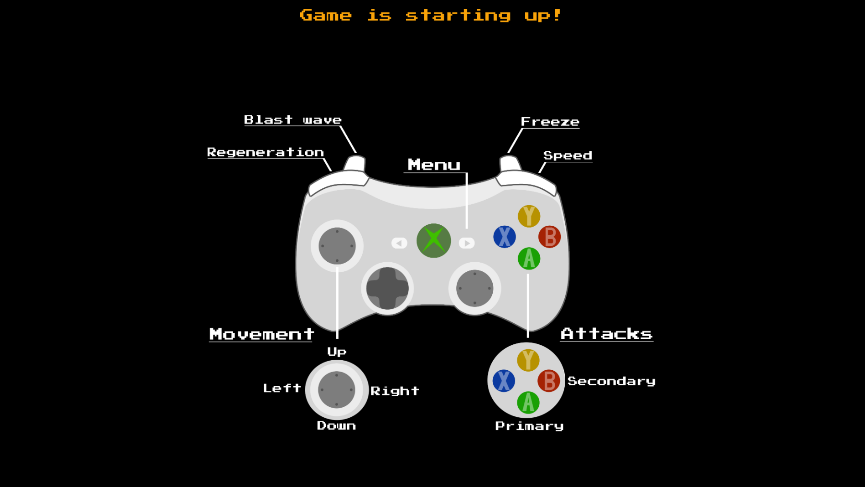 Game is starting up!
Blast wave
Freeze
Regeneration
Menu
Speed
Y
X
B
A
Movement
Attacks
Up
Y
Left
Right
X
B
Secondary
A
Down
Primary